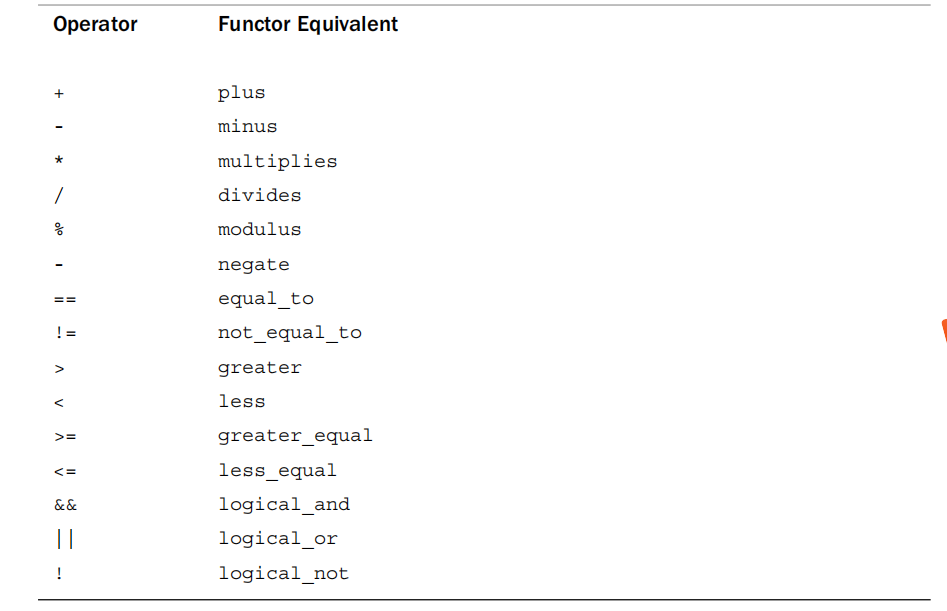 Operator Functor Equivalent
+ plus
- minus
* multiplies
/ divides
% modulus
- negate
== equal_to
!= not_equal_to
> greater
< less
>= greater_equal
<= less_equal
&& logical_and
|| logical_or
! logical_not